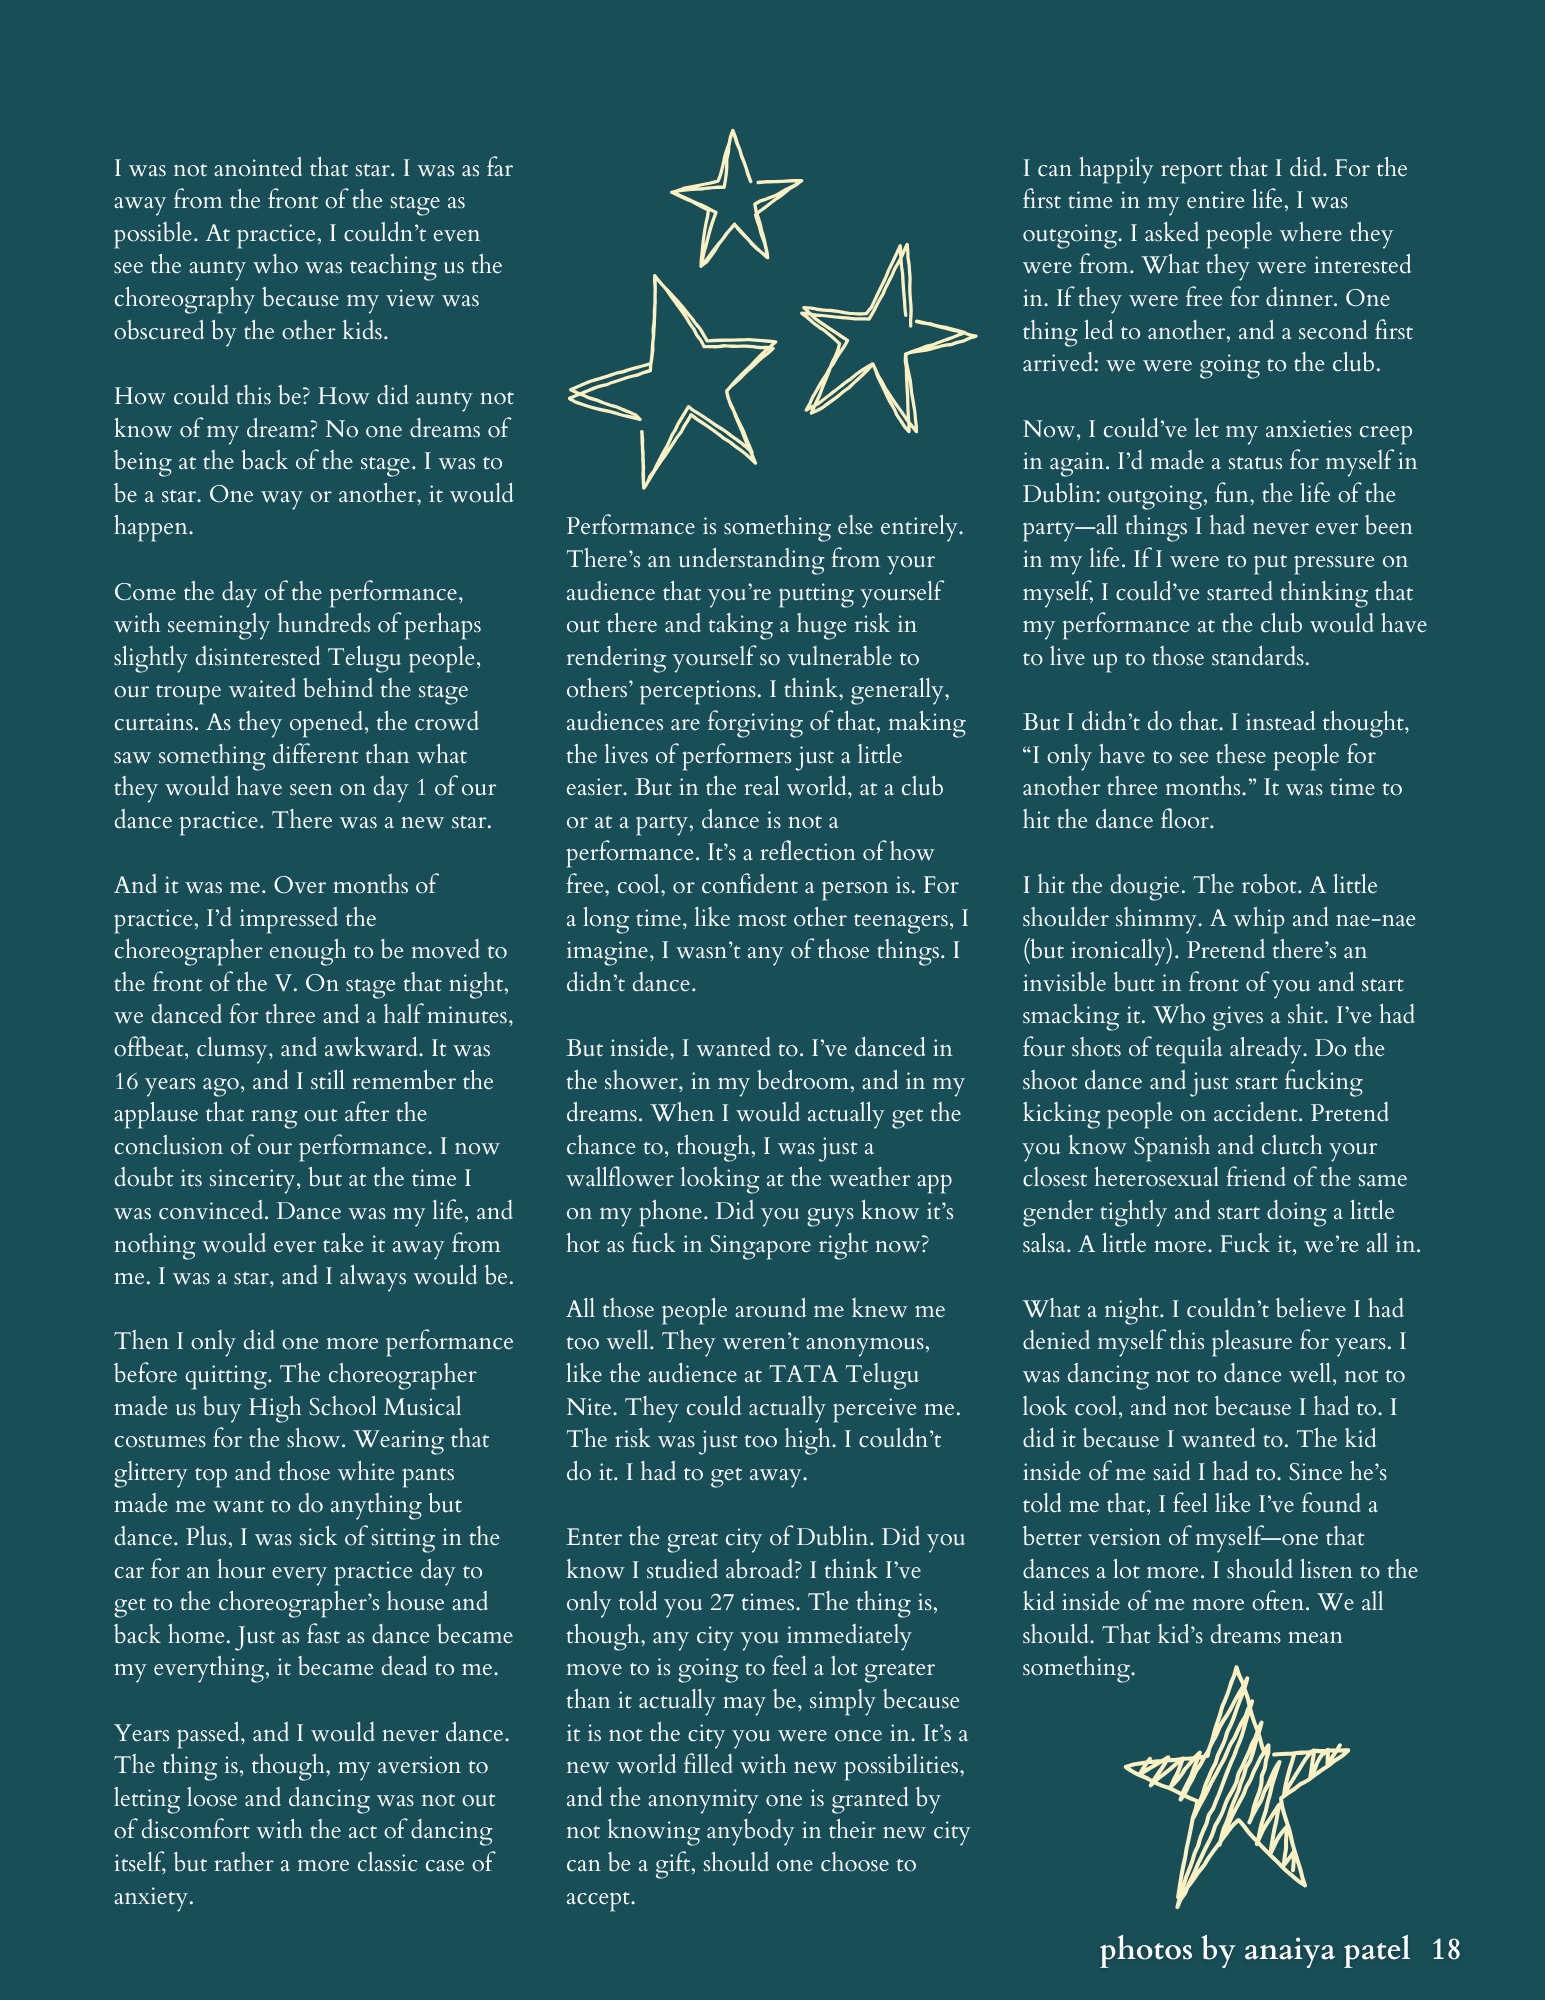 I was not anointed that star. I was as far
away from the front of the stage as
possible. At practice, I couldn’t even
see the aunty who was teaching us the
choreography because my view was
obscured by the other kids.
How could this be? How did aunty not
know of my dream? No one dreams of
being at the back of the stage. I was to
be a star. One way or another, it would
happen.
Come the day of the performance,
with seemingly hundreds of perhaps
slightly disinterested Telugu people,
our troupe waited behind the stage
curtains. As they opened, the crowd
saw something different than what
they would have seen on day 1 of our
dance practice. There was a new star.
And it was me. Over months of
practice, I’d impressed the
choreographer enough to be moved to
the front of the V. On stage that night,
we danced for three and a half minutes,
offbeat, clumsy, and awkward. It was
16 years ago, and I still remember the
applause that rang out after the
conclusion of our performance. I now
doubt its sincerity, but at the time I
was convinced. Dance was my life, and
nothing would ever take it away from
me. I was a star, and I always would be.
Then I only did one more performance
before quitting. The choreographer
made us buy High School Musical
costumes for the show. Wearing that
glittery top and those white pants
made me want to do anything but
dance. Plus, I was sick of sitting in the
car for an hour every practice day to
get to the choreographer’s house and
back home. Just as fast as dance became
my everything, it became dead to me.
Years passed, and I would never dance.
The thing is, though, my aversion to
letting loose and dancing was not out
of discomfort with the act of dancing
itself, but rather a more classic case of
anxiety.
Performance is something else entirely.
There’s an understanding from your
audience that you’re putting yourself
out there and taking a huge risk in
rendering yourself so vulnerable to
others’ perceptions. I think, generally,
audiences are forgiving of that, making
the lives of performers just a little
easier. But in the real world, at a club
or at a party, dance is not a
performance. It’s a reflection of how
free, cool, or confident a person is. For
a long time, like most other teenagers, I
imagine, I wasn’t any of those things. I
didn’t dance.
But inside, I wanted to. I’ve danced in
the shower, in my bedroom, and in my
dreams. When I would actually get the
chance to, though, I was just a
wallflower looking at the weather app
on my phone. Did you guys know it’s
hot as fuck in Singapore right now?
All those people around me knew me
too well. They weren’t anonymous,
like the audience at TATA Telugu
Nite. They could actually perceive me.
The risk was just too high. I couldn’t
do it. I had to get away.
Enter the great city of Dublin. Did you
know I studied abroad? I think I’ve
only told you 27 times. The thing is,
though, any city you immediately
move to is going to feel a lot greater
than it actually may be, simply because
it is not the city you were once in. It’s a
new world filled with new possibilities,
and the anonymity one is granted by
not knowing anybody in their new city
can be a gift, should one choose to
accept.
I can happily report that I did. For the
first time in my entire life, I was
outgoing. I asked people where they
were from. What they were interested
in. If they were free for dinner. One
thing led to another, and a second first
arrived: we were going to the club.
Now, I could’ve let my anxieties creep
in again. I’d made a status for myself in
Dublin: outgoing, fun, the life of the
party—all things I had never ever been
in my life. If I were to put pressure on
myself, I could’ve started thinking that
my performance at the club would have
to live up to those standards.
But I didn’t do that. I instead thought,
“I only have to see these people for
another three months.” It was time to
hit the dance floor.
I hit the dougie. The robot. A little
shoulder shimmy. A whip and nae-nae
(but ironically). Pretend there’s an
invisible butt in front of you and start
smacking it. Who gives a shit. I’ve had
four shots of tequila already. Do the
shoot dance and just start fucking
kicking people on accident. Pretend
you know Spanish and clutch your
closest heterosexual friend of the same
gender tightly and start doing a little
salsa. A little more. Fuck it, we’re all in.
What a night. I couldn’t believe I had
denied myself this pleasure for years. I
was dancing not to dance well, not to
look cool, and not because I had to. I
did it because I wanted to. The kid
inside of me said I had to. Since he’s
told me that, I feel like I’ve found a
better version of myself—one that
dances a lot more. I should listen to the
kid inside of me more often. We all
should. That kid’s dreams mean
something.
photos by anaiya patel 18